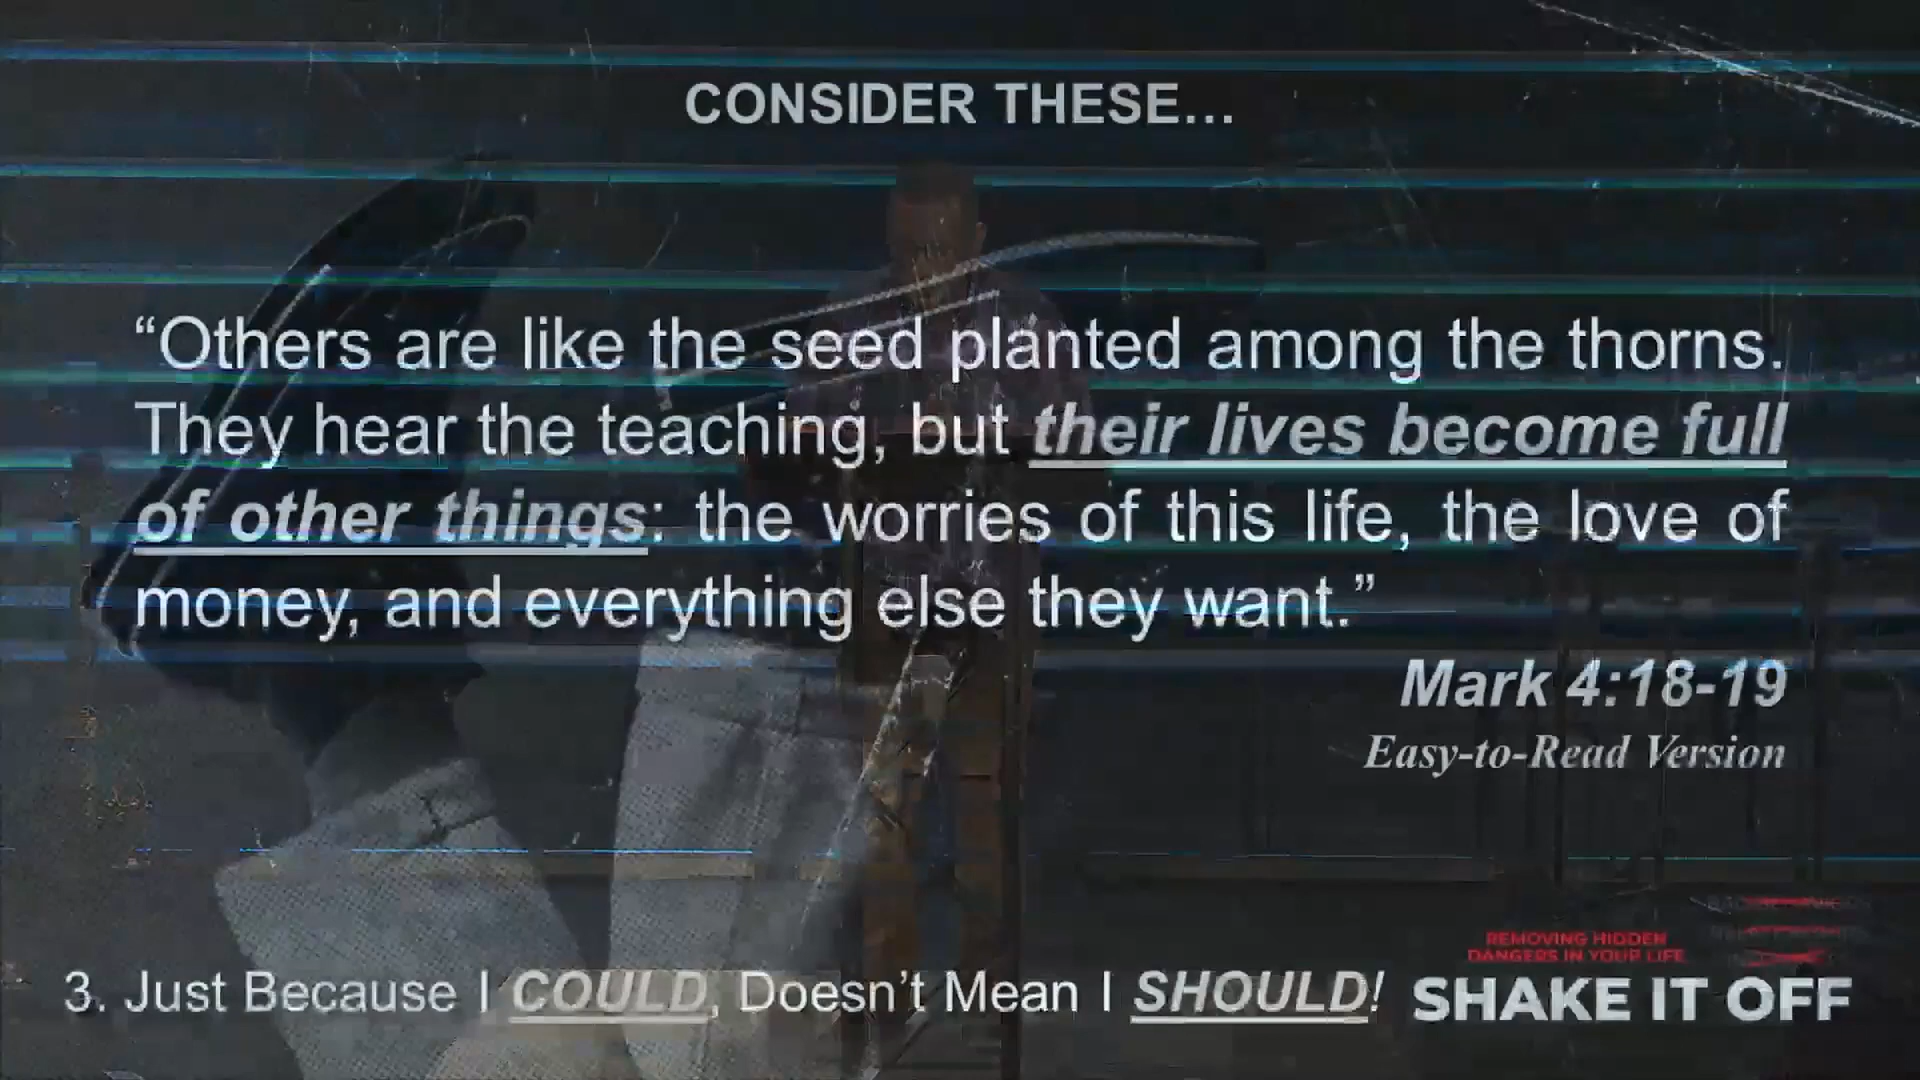 CONSIDER THESE...
“Others are like the seed planted among the thorns.
They hear the teaching, but their lives become full
of other things: the worries of this life, the love of
money, and everything else they want.”
Mark 4:18-19
Easy-to-Read Version
3. Just Because I COULD, Doesn’t Mean I SHOULD!
REMOVING HIDDEN
DANGERS IN YOUR LIFE
SHAKE IT OFF